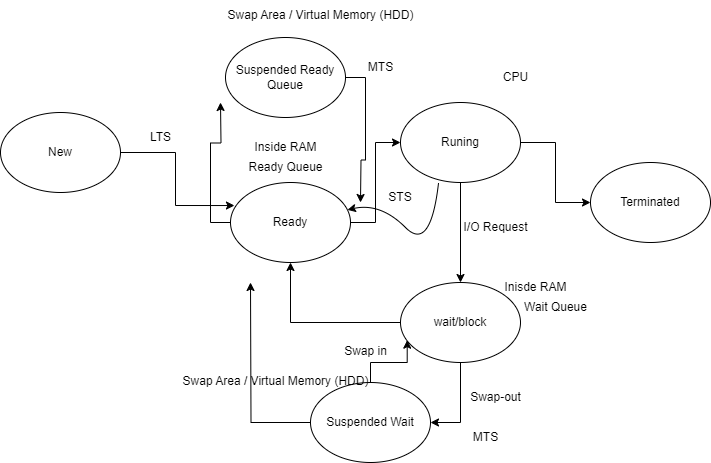 Swap Area / Virtual Memory (HDD)
Suspended Ready
Queue
MTS
CPU
New
LTS
Inside RAM
Ready Queue
Runing
Ready
STS
Terminated
I/O Request
Inisde RAM
Wait Queue
wait/block
Swap in
Swap Area / Virtual Memory (HDD)
Swap-out
Suspended Wait
MTS